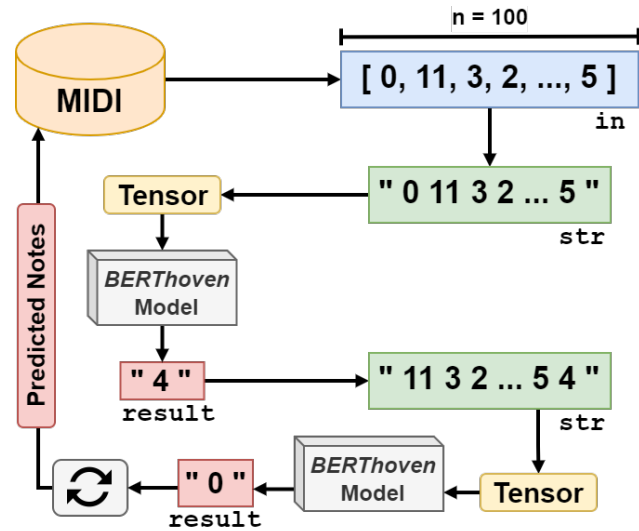 n = 100
MIDI
[ 0, 11, 3, 2, ..., 5 ]
in
" 0 11 3 2 ... 5 "
str
Tensor
BERThoven
Model
" 4 "
result
" 11 3 2 ... 5 4 "
str
Tensor
BERThoven
Model
" 0 "
result
Predicted Notes